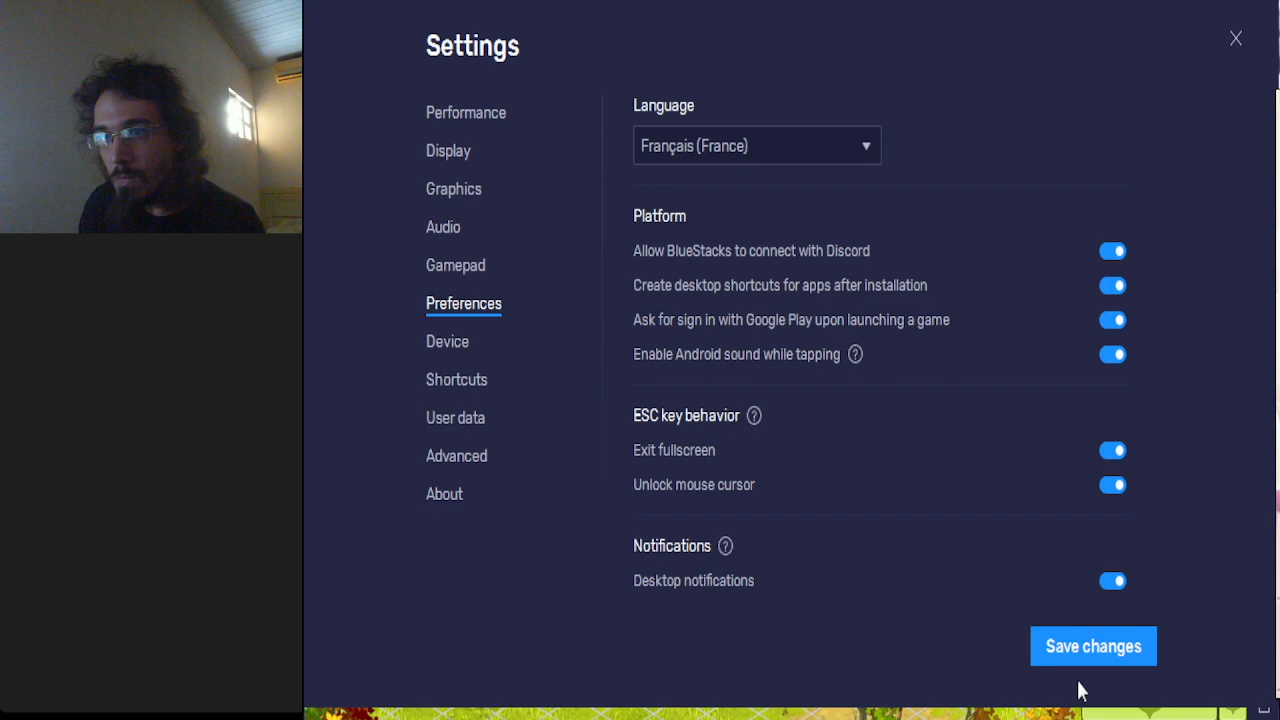 Settings
Performance
Display
Graphics
Audio
Gamepad
Preferences
Device
Shortcuts
User data
Advanced
About
Language
Français (France)
Platform
Allow BlueStacks to connect with Discord
Create desktop shortcuts for apps after installation
Ask for sign in with Google Play upon launching a game
Enable Android sound while tapping ?
ESC key behavior ?
Exit fullscreen
Unlock mouse cursor
Notifications ?
Desktop notifications
Save changes